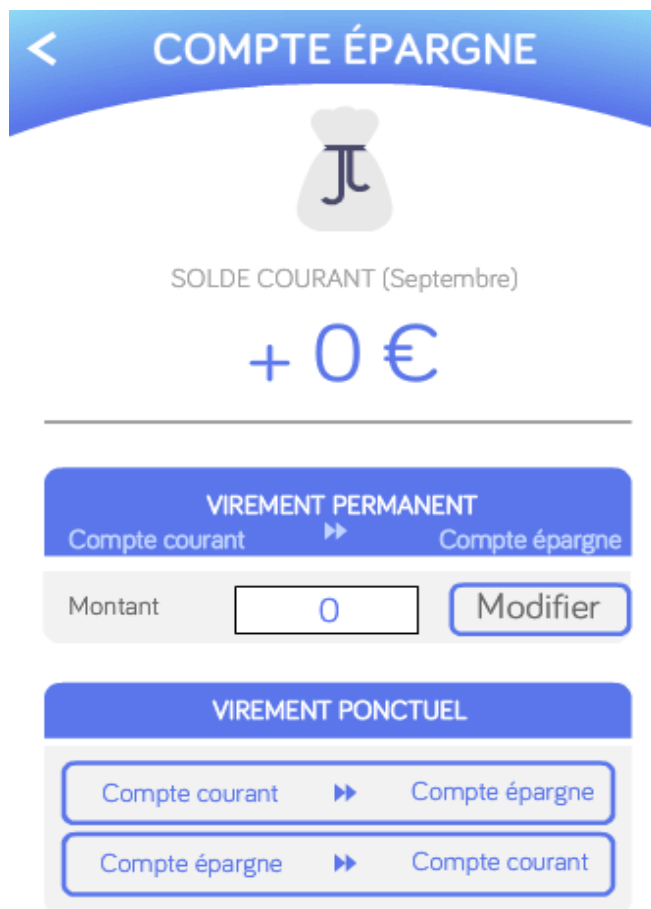 COMPTE ÉPARGNE
SOLDE COURANT (Septembre)
+ 0 €
VIREMENT PERMANENT
Compte courant Compte épargne
Montant 0 Modifier
VIREMENT PONCTUEL
Compte courant Compte épargne
Compte épargne Compte courant